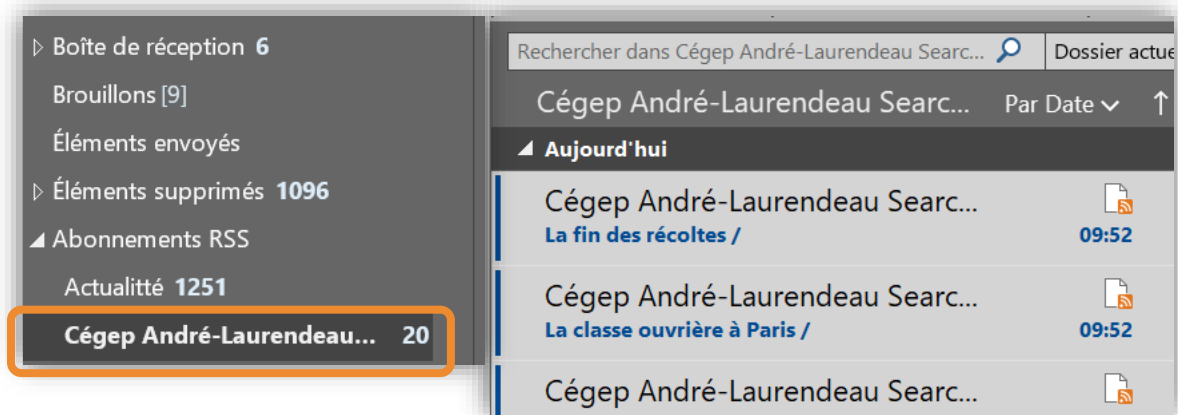 Boîte de réception 6
Brouillons [9]
Éléments envoyés
Éléments supprimés 1096
Abonnements RSS
Actualitté 1251
Cégep André-Laurendeau... 20
Rechercher dans Cégep André-Laurendeau Searc... Dossier actue
Cégep André-Laurendeau Searc... Par Date
Aujourd'hui
Cégep André-Laurendeau Searc...
La fin des récoltes / 09:52
Cégep André-Laurendeau Searc...
La classe ouvrière à Paris / 09:52
Cégep André-Laurendeau Searc...